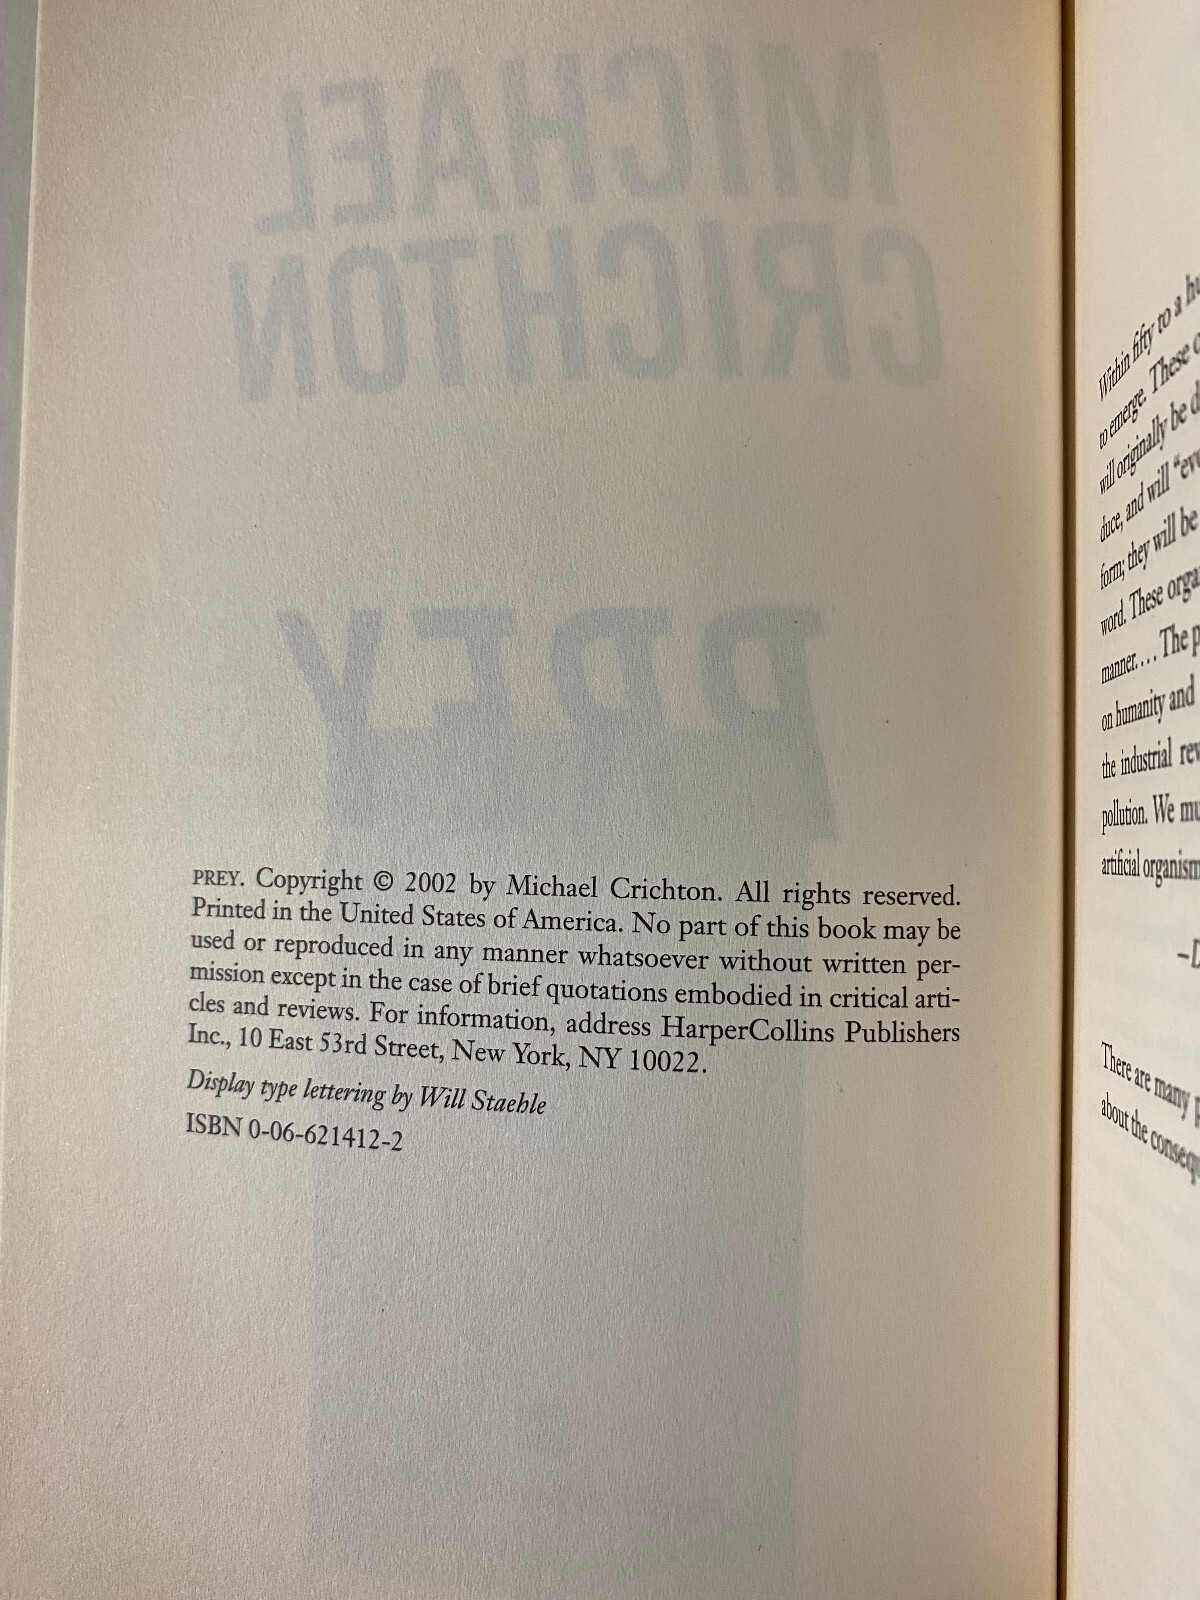 MICHAEL
CRICHTON
PREY
PREY. Copyright © 2002 by Michael Crichton. All rights reserved.
Printed in the United States of America. No part of this book may be
used or reproduced in any manner whatsoever without written per-
mission except in the case of brief quotations embodied in critical arti-
cles and reviews. For information, address HarperCollins Publishers
Inc., 10 East 53rd Street, New York, NY 10022.
Display type lettering by Will Staehle
ISBN 0-06-621412-2
Within fifty to a
to emerge. These
will originally be
duce, and will
form; they will be
word. These
manner.... The
on humanity and
the industrial
pollution. We
artificial
There are many
about the